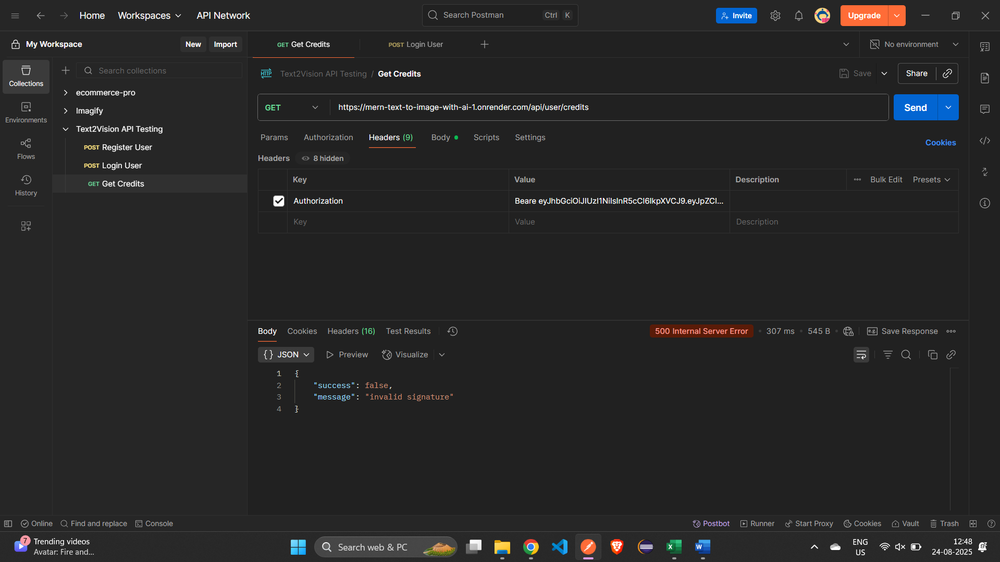 Home Workspaces API Network
Search Postman Ctrl K
Invite Upgrade
My Workspace New Import
GET Get Credits POST Login User
No environment
Collections
Environments
Flows
History
Search collections
ecommerce-pro
Imagify
Text2Vision API Testing
POST Register User
POST Login User
GET Get Credits
HTTP Text2Vision API Testing / Get Credits
Save Share
GET https://mern-text-to-image-with-ai-1.onrender.com/api/user/credits
Send
Params Authorization Headers (9) Body Scripts Settings
Cookies
Headers 8 hidden
Key Value Description Bulk Edit Presets
Authorization Beare eyJhbGciOiJIUzI1NiIsInR5cCI6IkpXVCJ9.eyJpZCI...
Key Value Description
Body Cookies Headers (16) Test Results
500 Internal Server Error 307 ms 545 B e.g. Save Response
{} JSON Preview Visualize
1 {
2 "success": false,
3 "message": "invalid signature"
4 }
Online Find and replace Console
Postbot Runner Start Proxy Cookies Vault Trash
7 Trending videos
Avatar: Fire and...
Search web & PC
ENG
US
12:48
24-08-2025